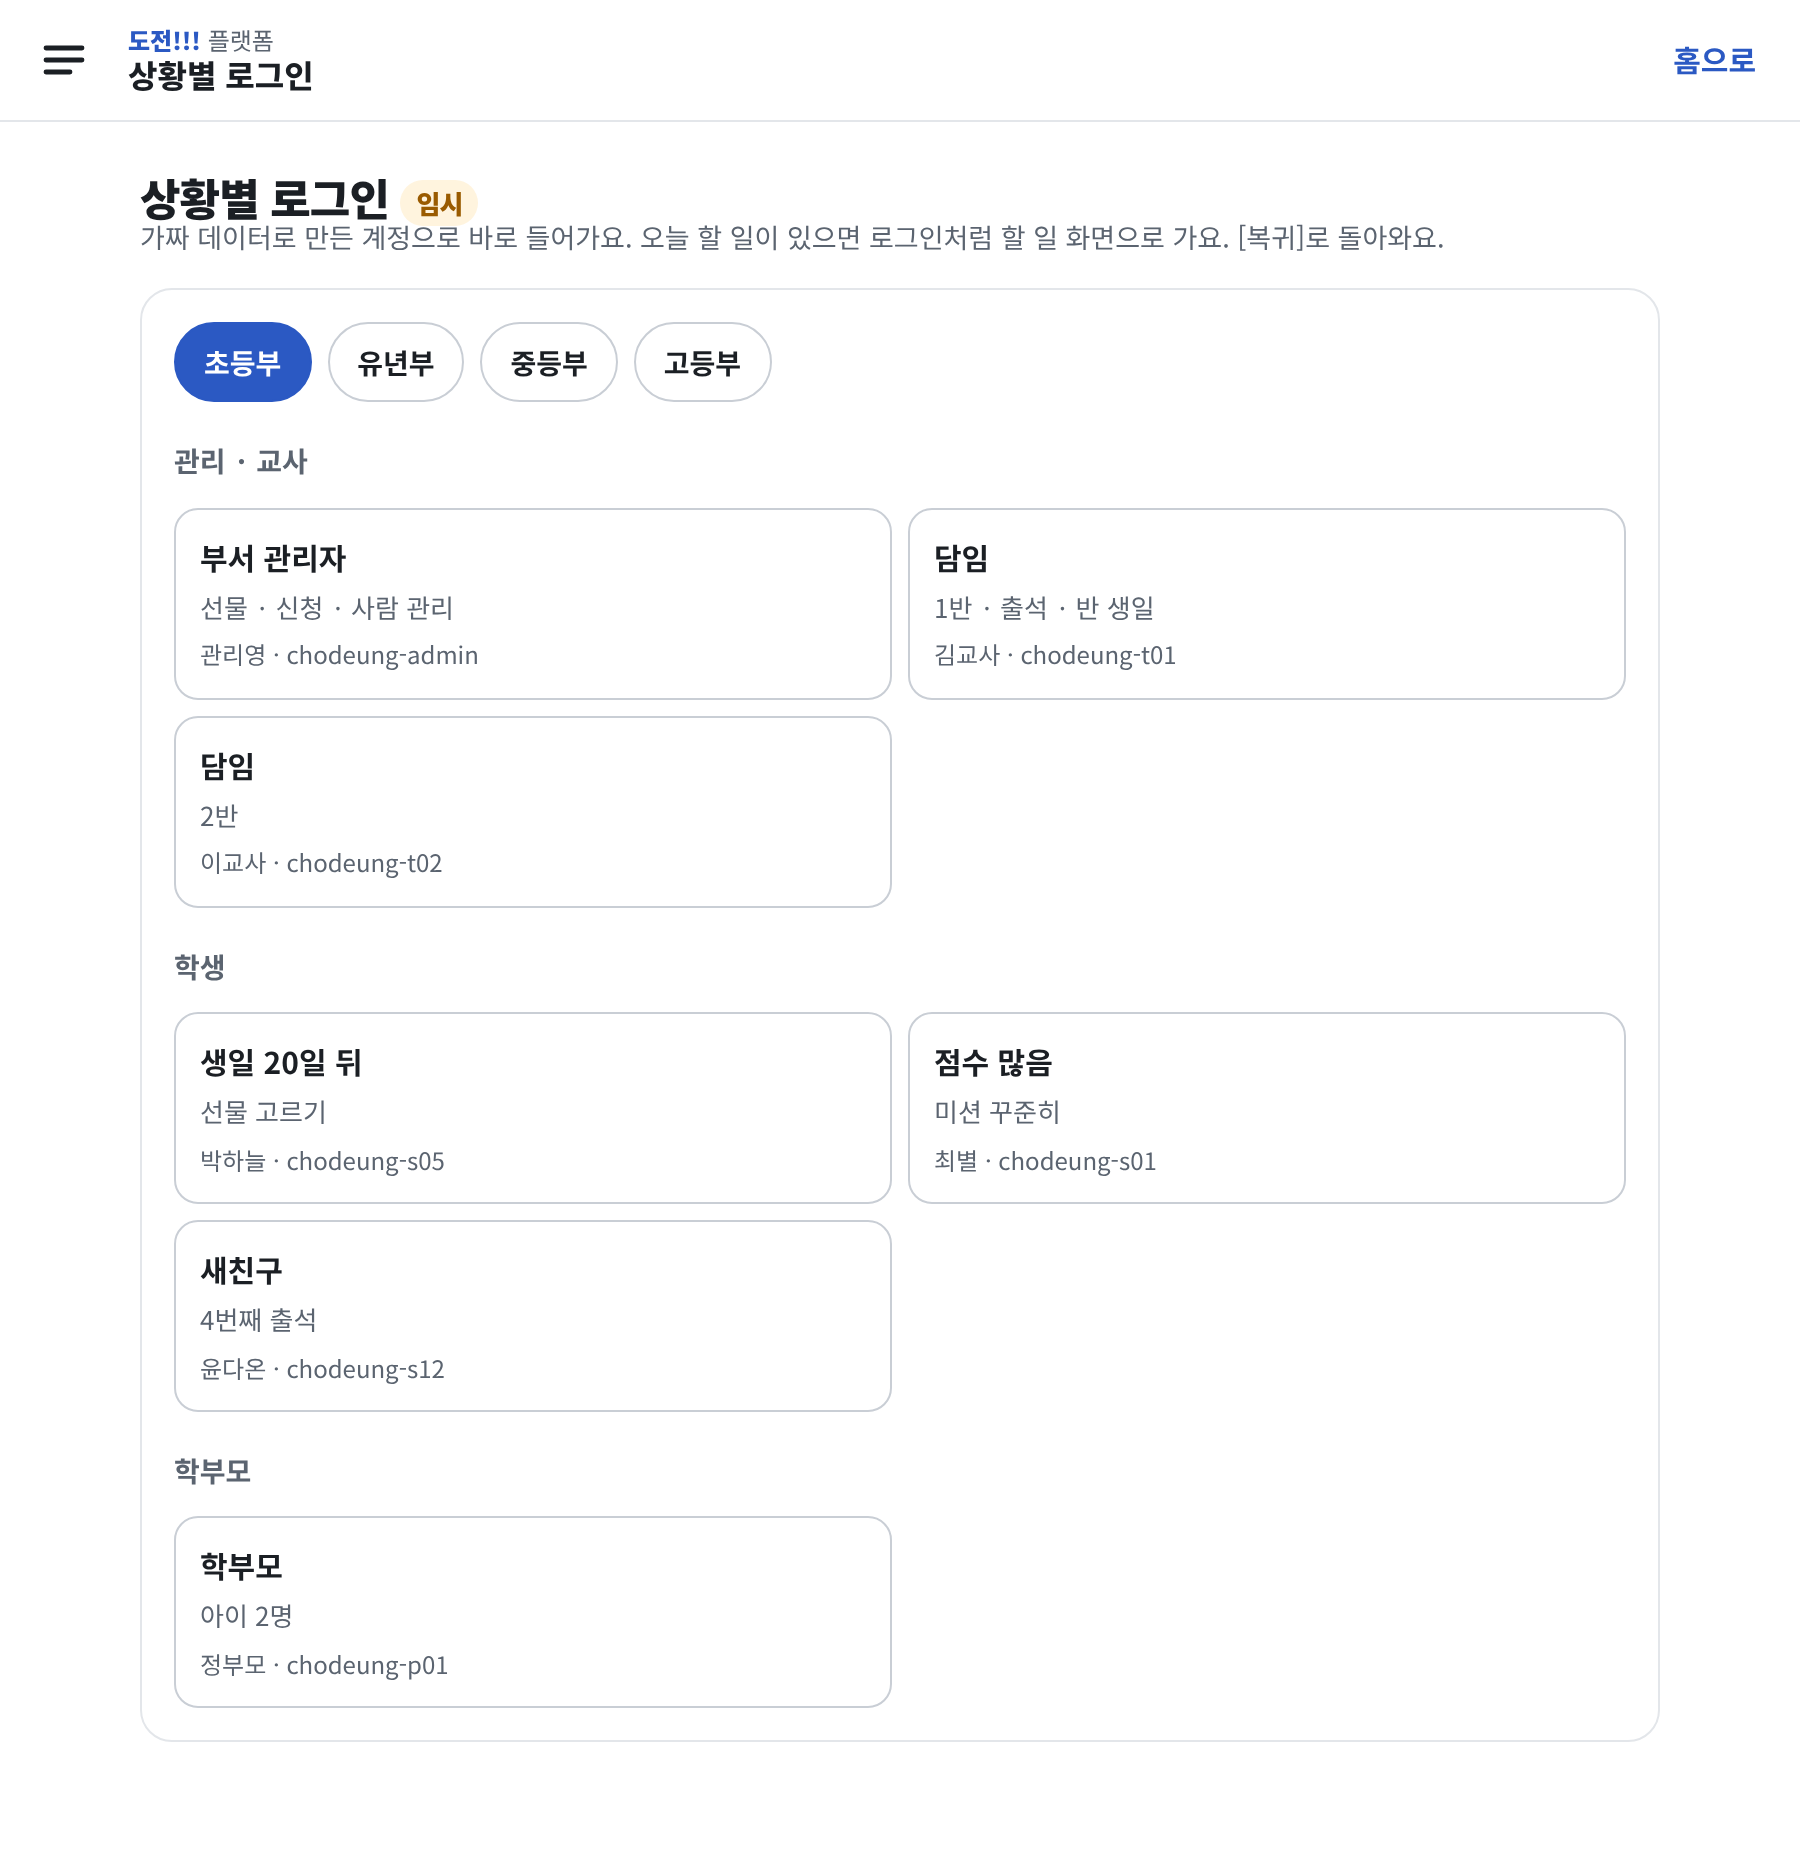 도전!!! 플랫폼
상황별 로그인
홈으로
상황별 로그인 임시
가짜 데이터로 만든 계정으로 바로 들어가요. 오늘 할 일이 있으면 로그인처럼 할 일 화면으로 가요. [복귀]로 돌아와요.
초등부 유년부 중등부 고등부
관리 · 교사
부서 관리자
선물 · 신청 · 사람 관리
관리영 · chodeung-admin
담임
1반 · 출석 · 반 생일
김교사 · chodeung-t01
담임
2반
이교사 · chodeung-t02
학생
생일 20일 뒤
선물 고르기
박하늘 · chodeung-s05
점수 많음
미션 꾸준히
최별 · chodeung-s01
새친구
4번째 출석
윤다온 · chodeung-s12
학부모
학부모
아이 2명
정부모 · chodeung-p01